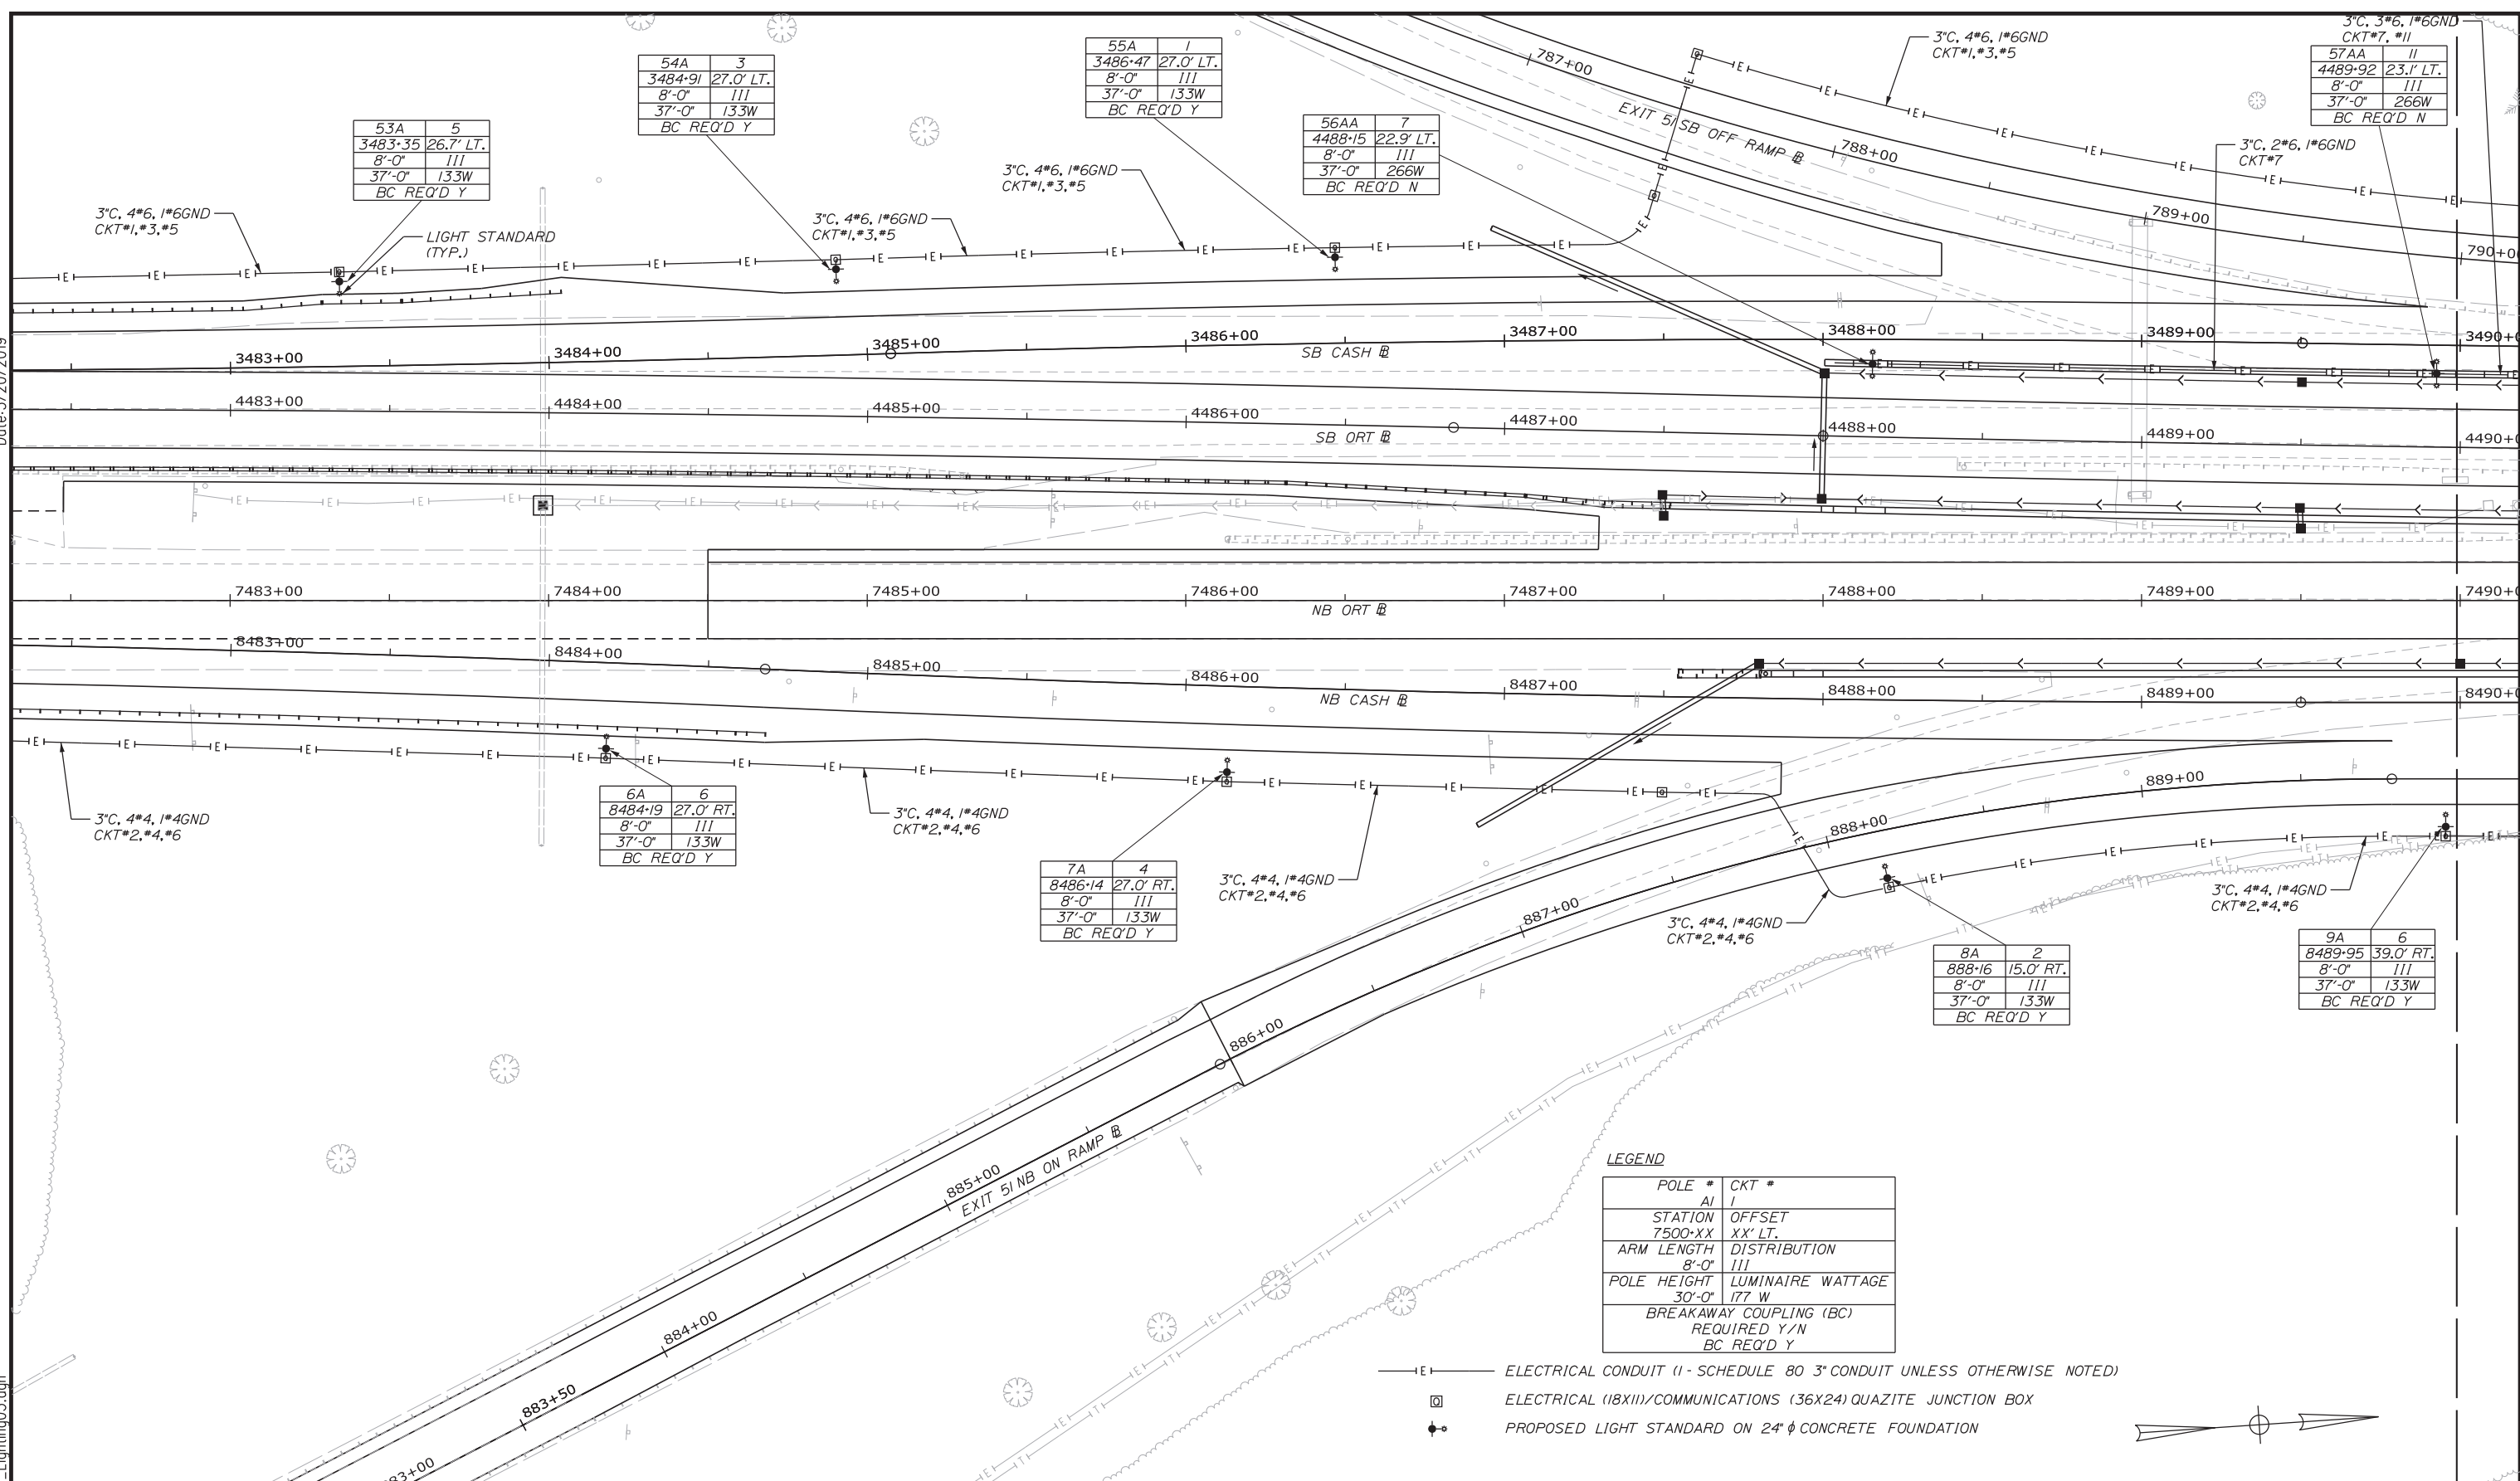 53A 5
3483+35 26.7' LT.
8'-0" III
37'-0" 133W
BC REQ'D Y
54A 3
3484+91 27.0' LT.
8'-0" III
37'-0" 133W
BC REQ'D Y
55A 1
3486+47 27.0' LT.
8'-0" III
37'-0" 133W
BC REQ'D Y
56AA 7
4488+15 22.9' LT.
8'-0" III
37'-0" 266W
BC REQ'D N
57AA 11
4489+92 23.1' LT.
8'-0" III
37'-0" 266W
BC REQ'D N
3"C, 3#6, 1#6GND
CKT#7, #11
3"C, 4#6, 1#6GND
CKT#1,#3,#5
3"C, 2#6, 1#6GND
CKT#7
3"C, 4#6, 1#6GND
CKT#1,#3,#5
3"C, 4#6, 1#6GND
CKT#1,#3,#5
3"C, 4#6, 1#6GND
CKT#1,#3,#5
LIGHT STANDARD
(TYP.)
787+00
EXIT 51 SB OFF RAMP BL
788+00
789+00
790+0
3483+00
3484+00
3485+00
3486+00
3487+00
3488+00
3489+00
3490+0
SB CASH BL
4483+00
4484+00
4485+00
4486+00
4487+00
4488+00
4489+00
4490+0
SB ORT BL
7483+00
7484+00
7485+00
7486+00
7487+00
7488+00
7489+00
7490+0
NB ORT BL
8483+00
8484+00
8485+00
8486+00
8487+00
8488+00
8489+00
8490+0
NB CASH BL
3"C, 4#4, 1#4GND
CKT#2,#4,#6
6A 6
8484+19 27.0' RT.
8'-0" III
37'-0" 133W
BC REQ'D Y
3"C, 4#4, 1#4GND
CKT#2,#4,#6
7A 4
8486+14 27.0' RT.
8'-0" III
37'-0" 133W
BC REQ'D Y
3"C, 4#4, 1#4GND
CKT#2,#4,#6
3"C, 4#4, 1#4GND
CKT#2,#4,#6
8A 2
888+16 15.0' RT.
8'-0" III
37'-0" 133W
BC REQ'D Y
3"C, 4#4, 1#4GND
CKT#2,#4,#6
9A 6
8489+95 39.0' RT.
8'-0" III
37'-0" 133W
BC REQ'D Y
889+00
888+00
887+00
886+00
885+00
EXIT 51 NB ON RAMP BL
884+00
883+50
83+00
LEGEND
POLE # CKT #
A1 1
STATION OFFSET
7500+XX XX' LT.
ARM LENGTH DISTRIBUTION
8'-0" III
POLE HEIGHT LUMINAIRE WATTAGE
30'-0" 177 W
BREAKAWAY COUPLING (BC)
REQUIRED Y/N
BC REQ'D Y
E ELECTRICAL CONDUIT (1 - SCHEDULE 80 3" CONDUIT UNLESS OTHERWISE NOTED)
ELECTRICAL (18X11)/COMMUNICATIONS (36X24) QUAZITE JUNCTION BOX
PROPOSED LIGHT STANDARD ON 24" ϕ CONCRETE FOUNDATION